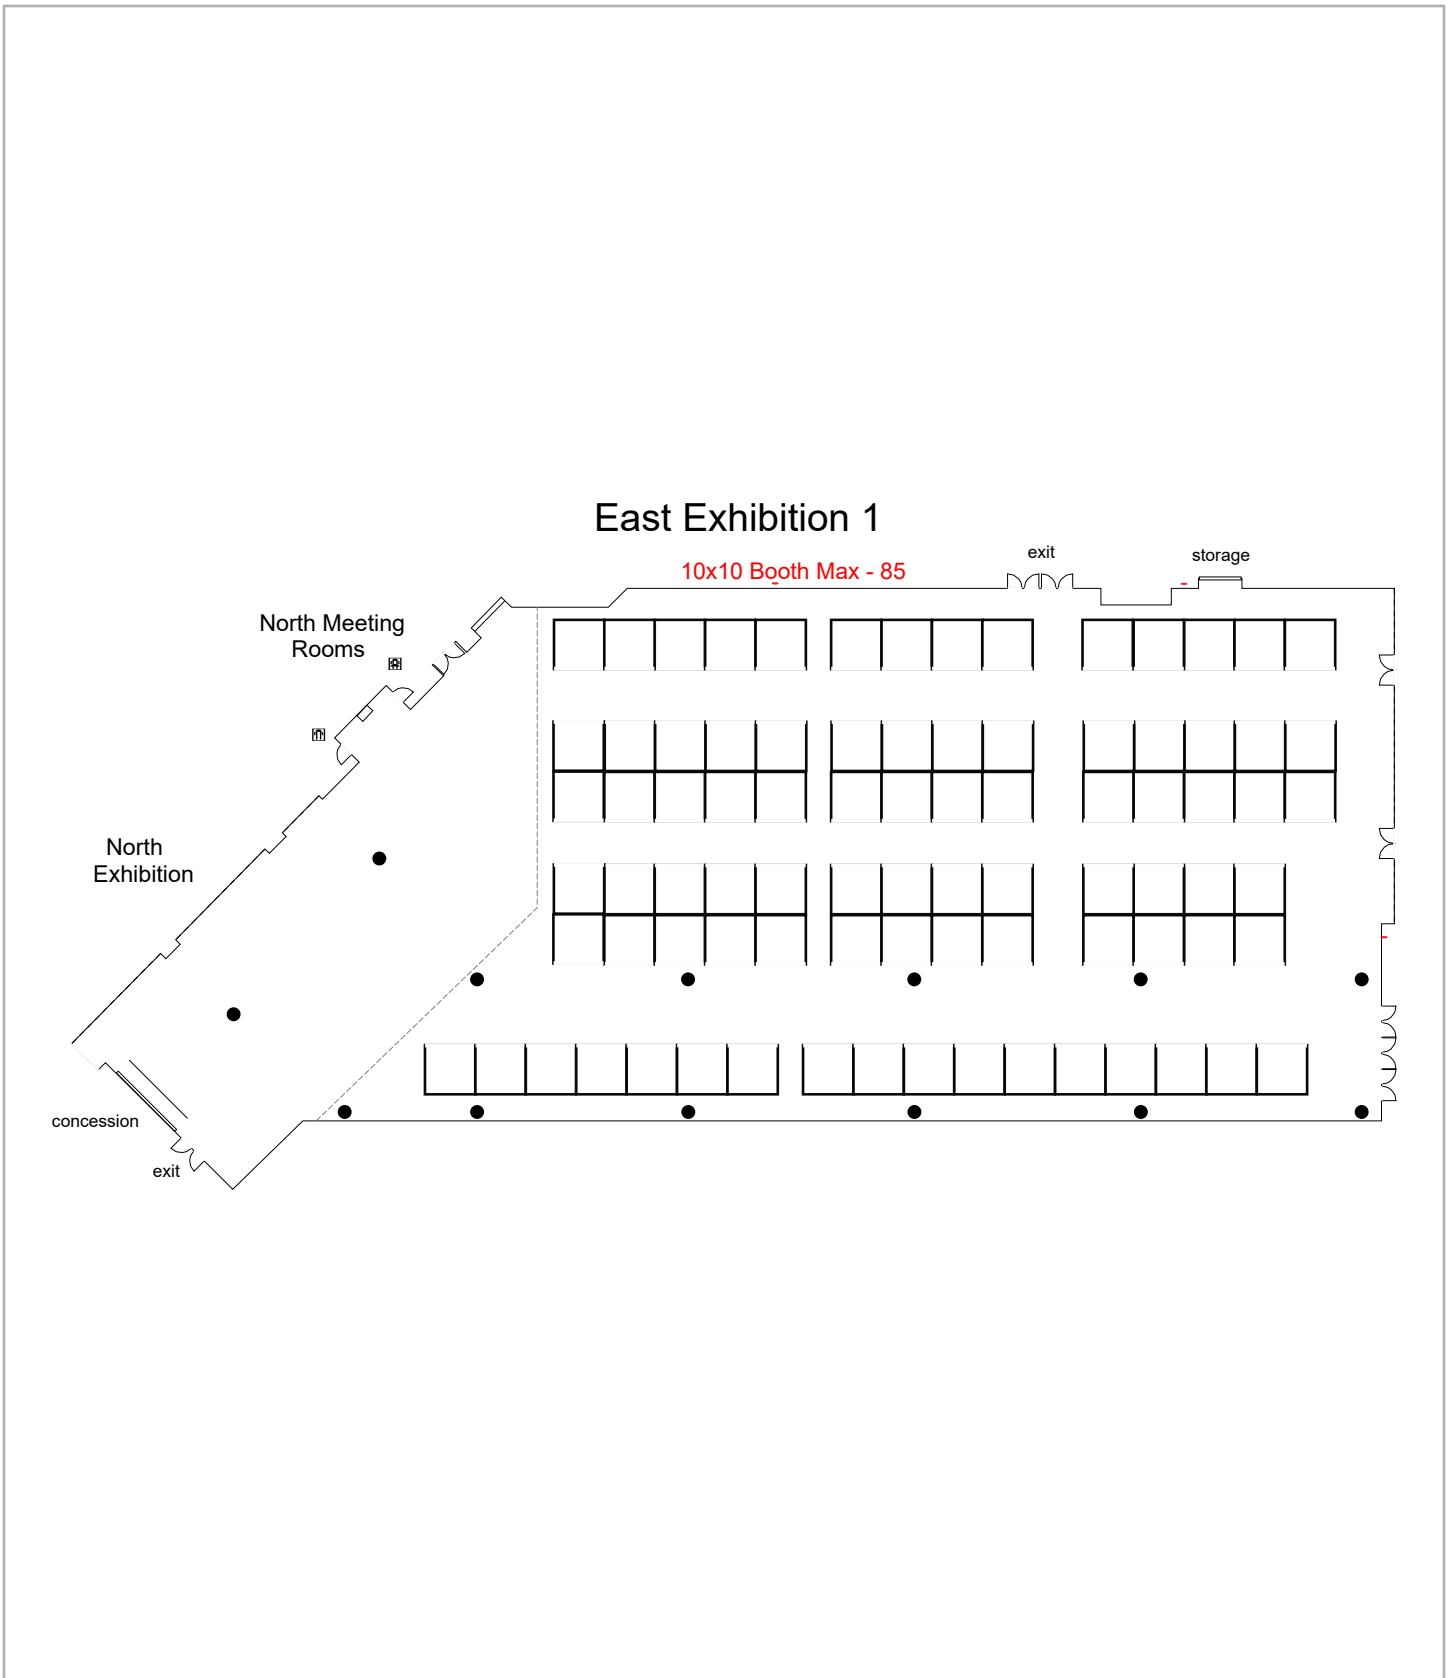 East Exhibition 1
exit
storage
10x10 Booth Max - 85
North Meeting
Rooms
North
Exhibition
concession
exit